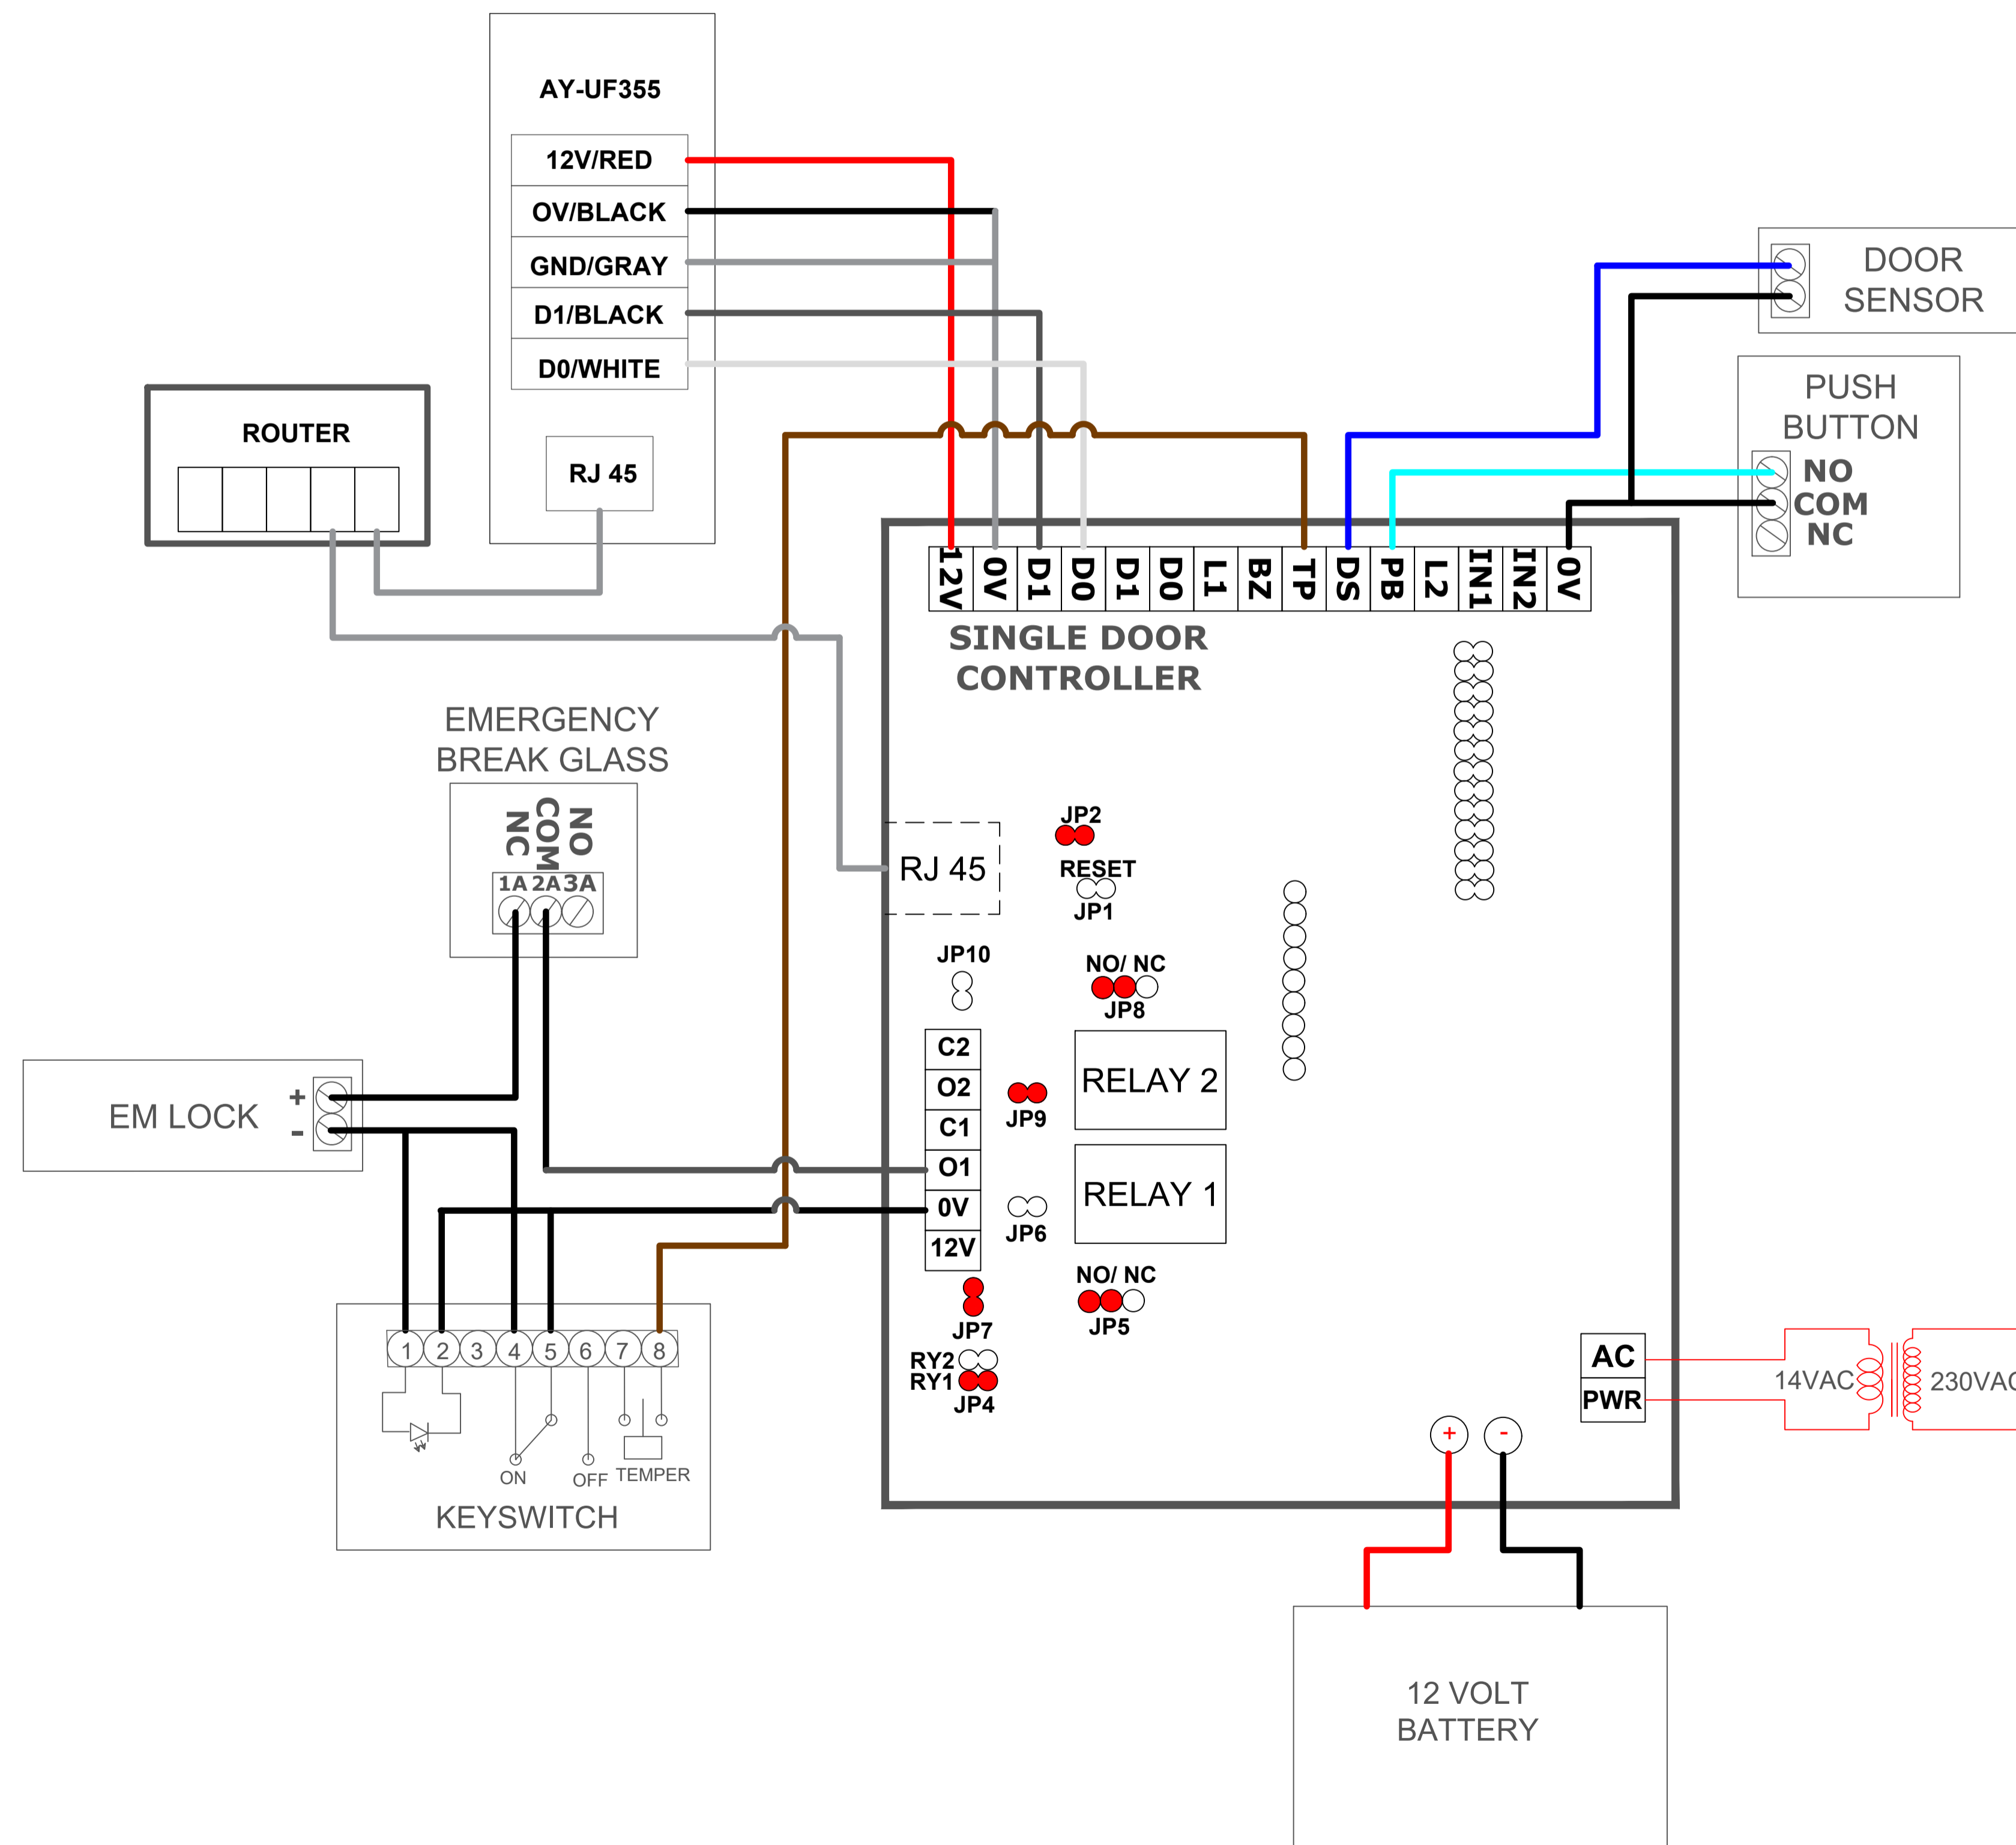 AY-UF355
12V/RED
OV/BLACK
GND/GRAY
D1/BLACK
D0/WHITE
RJ 45
ROUTER
DOOR
SENSOR
PUSH
BUTTON
NO
COM
NC
12V
0V
D1
D0
D1
D0
L1
BZ
TP
DS
PB
L2
IN1
IN2
0V
SINGLE DOOR
CONTROLLER
EMERGENCY
BREAK GLASS
NC
COM
NO
1A 2A 3A
RJ 45
JP2
RESET
JP1
JP10
NO/ NC
JP8
C2
O2
C1
O1
0V
12V
RELAY 2
JP9
RELAY 1
JP6
NO/ NC
JP5
JP7
RY2
RY1
JP4
EM LOCK
+
-
1 2 3 4 5 6 7 8
ON
OFF
TEMPER
KEYSWITCH
AC
PWR
14VAC
230VAC
+
-
12 VOLT
BATTERY